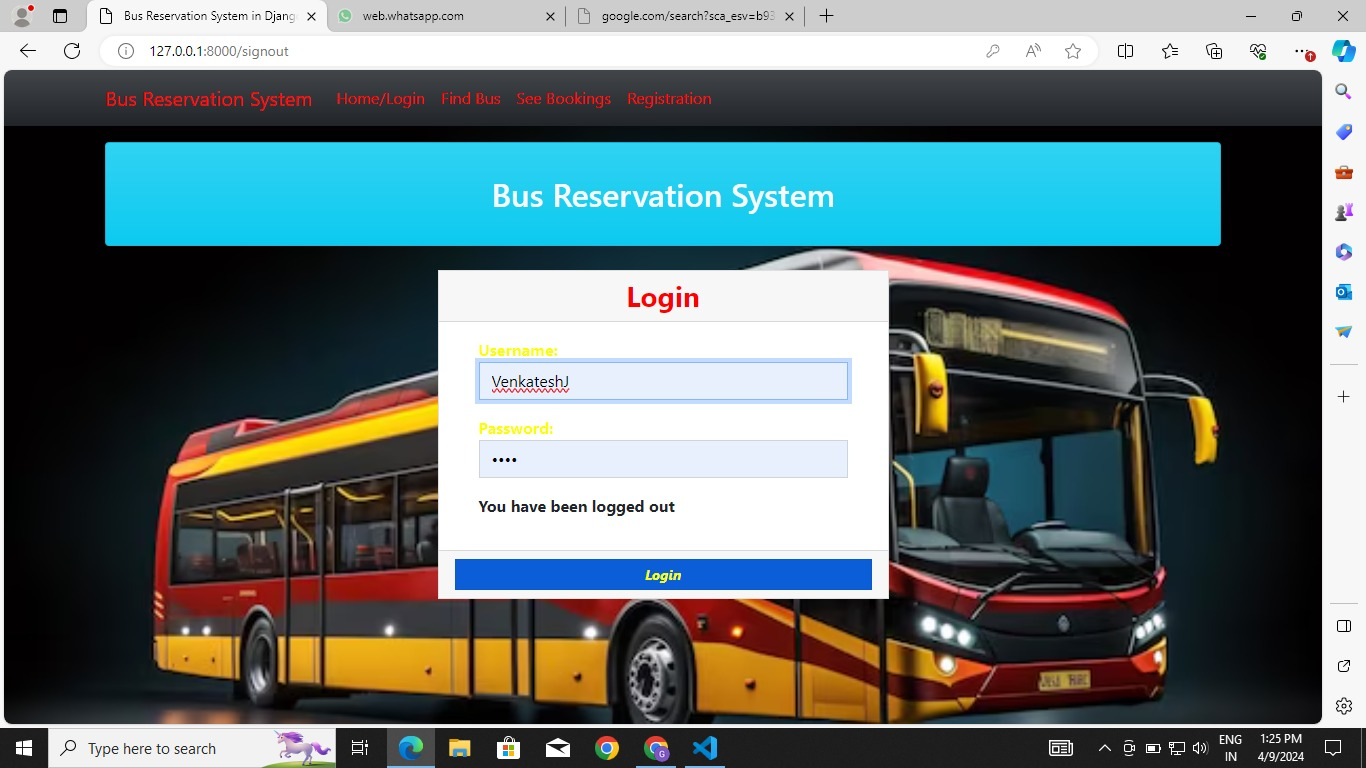 Bus Reservation System in Djang
web.whatsapp.com
google.com/search?sca_esv=b93
127.0.0.1:8000/signout
Bus Reservation System Home/Login Find Bus See Bookings Registration
Bus Reservation System
Login
Username:
VenkateshJ
Password:
You have been logged out
Login
Type here to search
ENG
IN
1:25 PM
4/9/2024